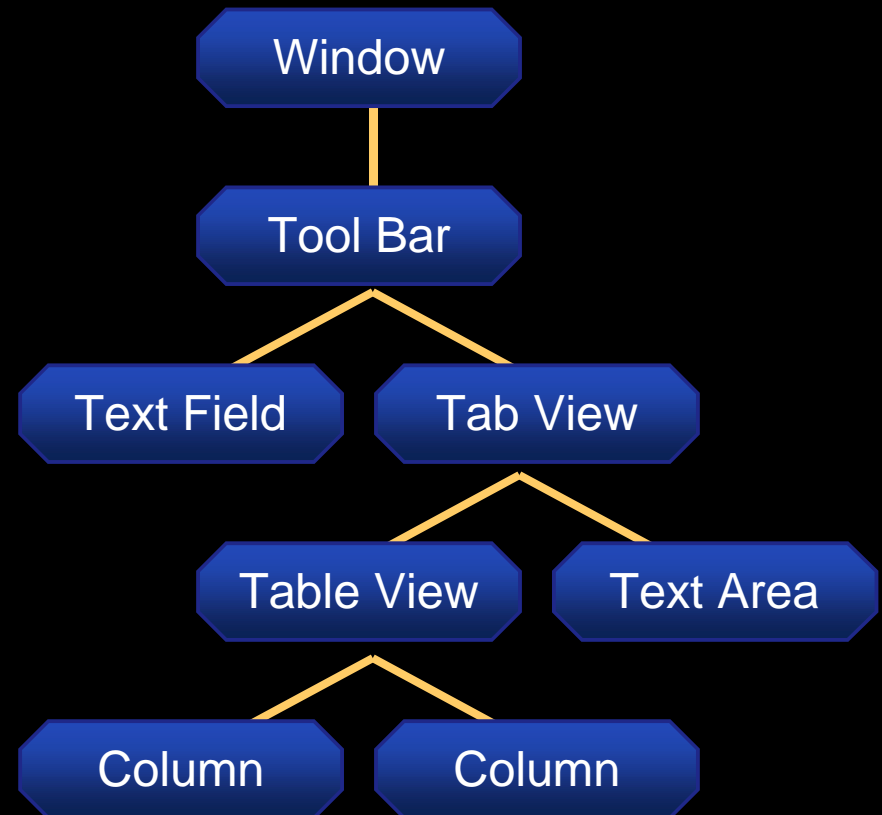 Window
Tool Bar
Text Field
Tab View
Table View
Text Area
Column
Column